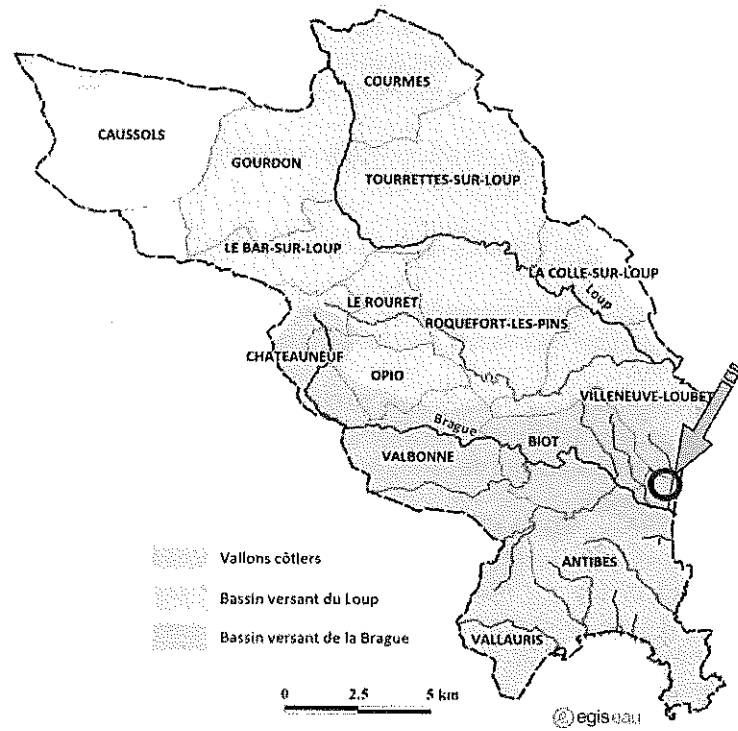 COURMES
CAUSSOLS
GOURDON
TOURRETTES-SUR-LOUP
LE BAR-SUR-LOUP
LA COLLE-SUR-LOUP
Loup
LE ROURET
ROQUEFORT-LES-PINS
CHATEAUNEUF
OPIO
VILLENEUVE-LOUBET
Brague
BIOT
VALBONNE
ANTIBES
VALLAURIS
Vallons côtiers
Bassin versant du Loup
Bassin versant de la Brague
0 2.5 5 km
egis eau